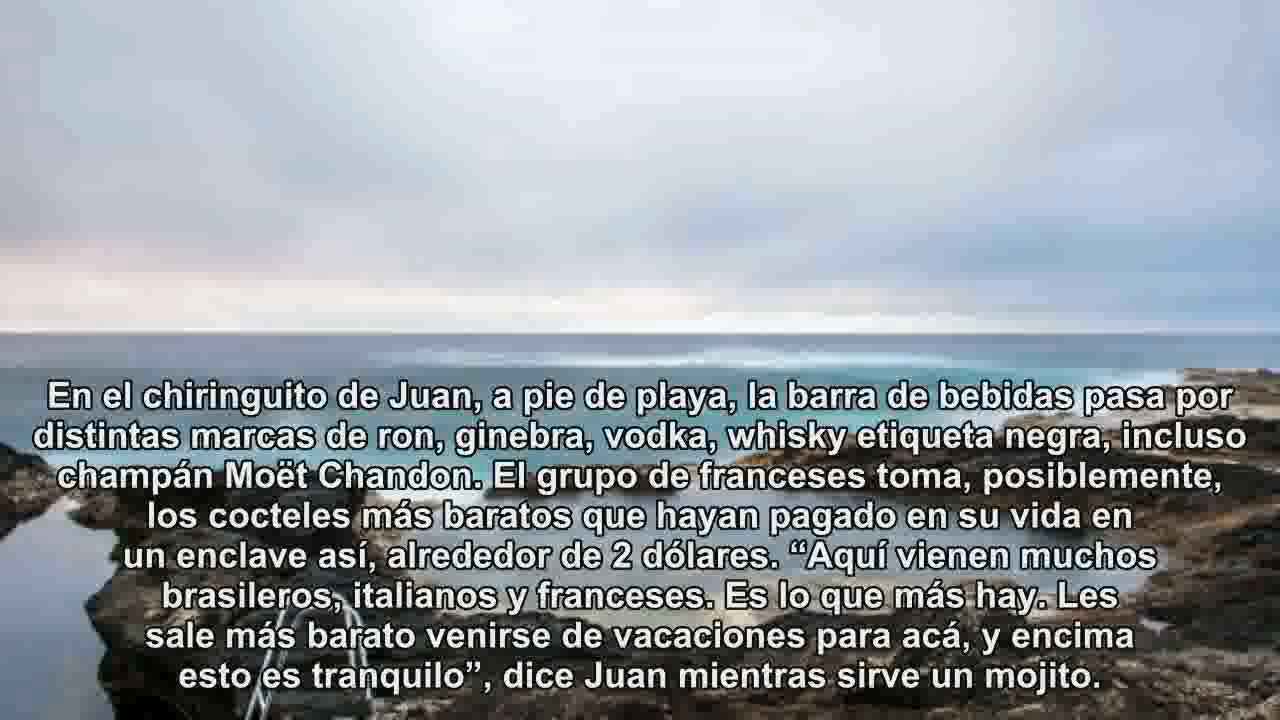 En el chiringuito de Juan, a pie de playa, la barra de bebidas pasa por
distintas marcas de ron, ginebra, vodka, whisky etiqueta negra, incluso
champán Moët Chandon. El grupo de franceses toma, posiblemente,
los cocteles más baratos que hayan pagado en su vida en
un enclave así, alrededor de 2 dólares. “Aquí vienen muchos
brasileros, italianos y franceses. Es lo que más hay. Les
sale más barato venirse de vacaciones para acá, y encima
esto es tranquilo”, dice Juan mientras sirve un mojito.